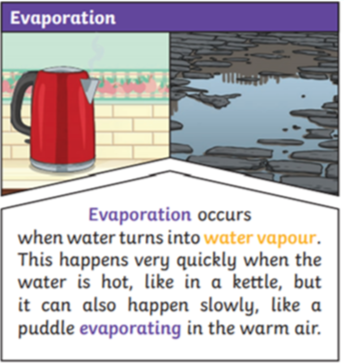 Evaporation
Evaporation occurs
when water turns into water vapour.
This happens very quickly when the
water is hot, like in a kettle, but
it can also happen slowly, like a
puddle evaporating in the warm air.